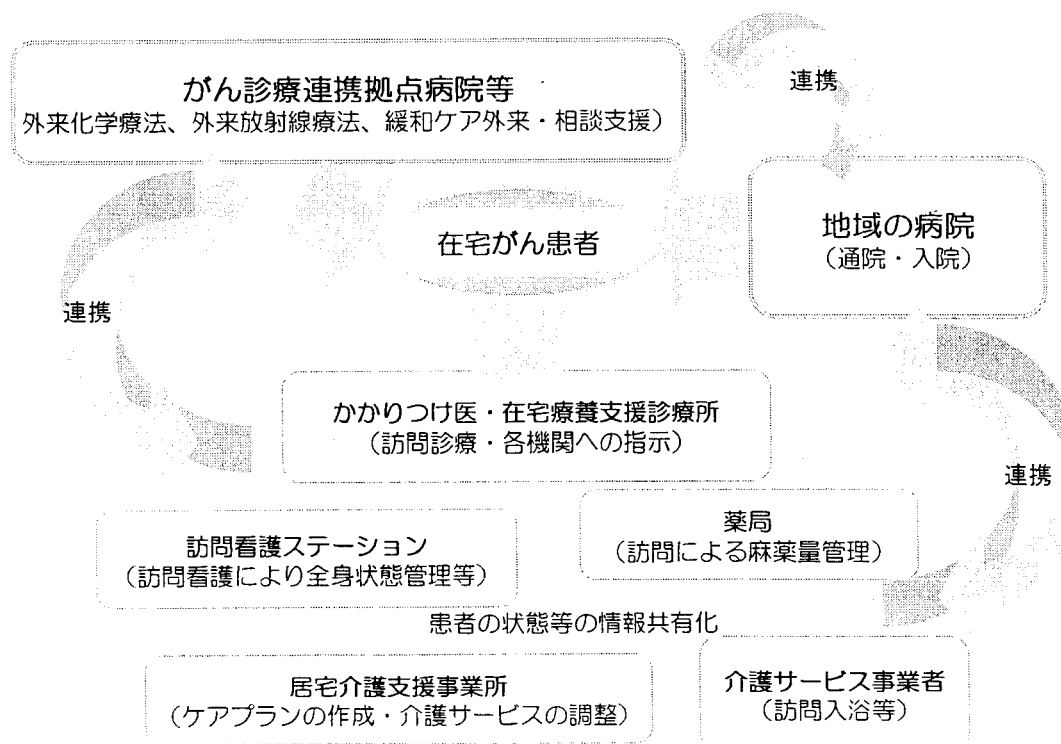 がん診療連携拠点病院等
外来化学療法、外来放射線療法、緩和ケア外来・相談支援）
連携
地域の病院
（通院・入院）
在宅がん患者
連携
かかりつけ医・在宅療養支援診療所
（訪問診療・各機関への指示）
連携
薬局
（訪問による麻薬量管理）
訪問看護ステーション
（訪問看護により全身状態管理等）
患者の状態等の情報共有化
居宅介護支援事業所
（ケアプランの作成・介護サービスの調整）
介護サービス事業者
（訪問入浴等）